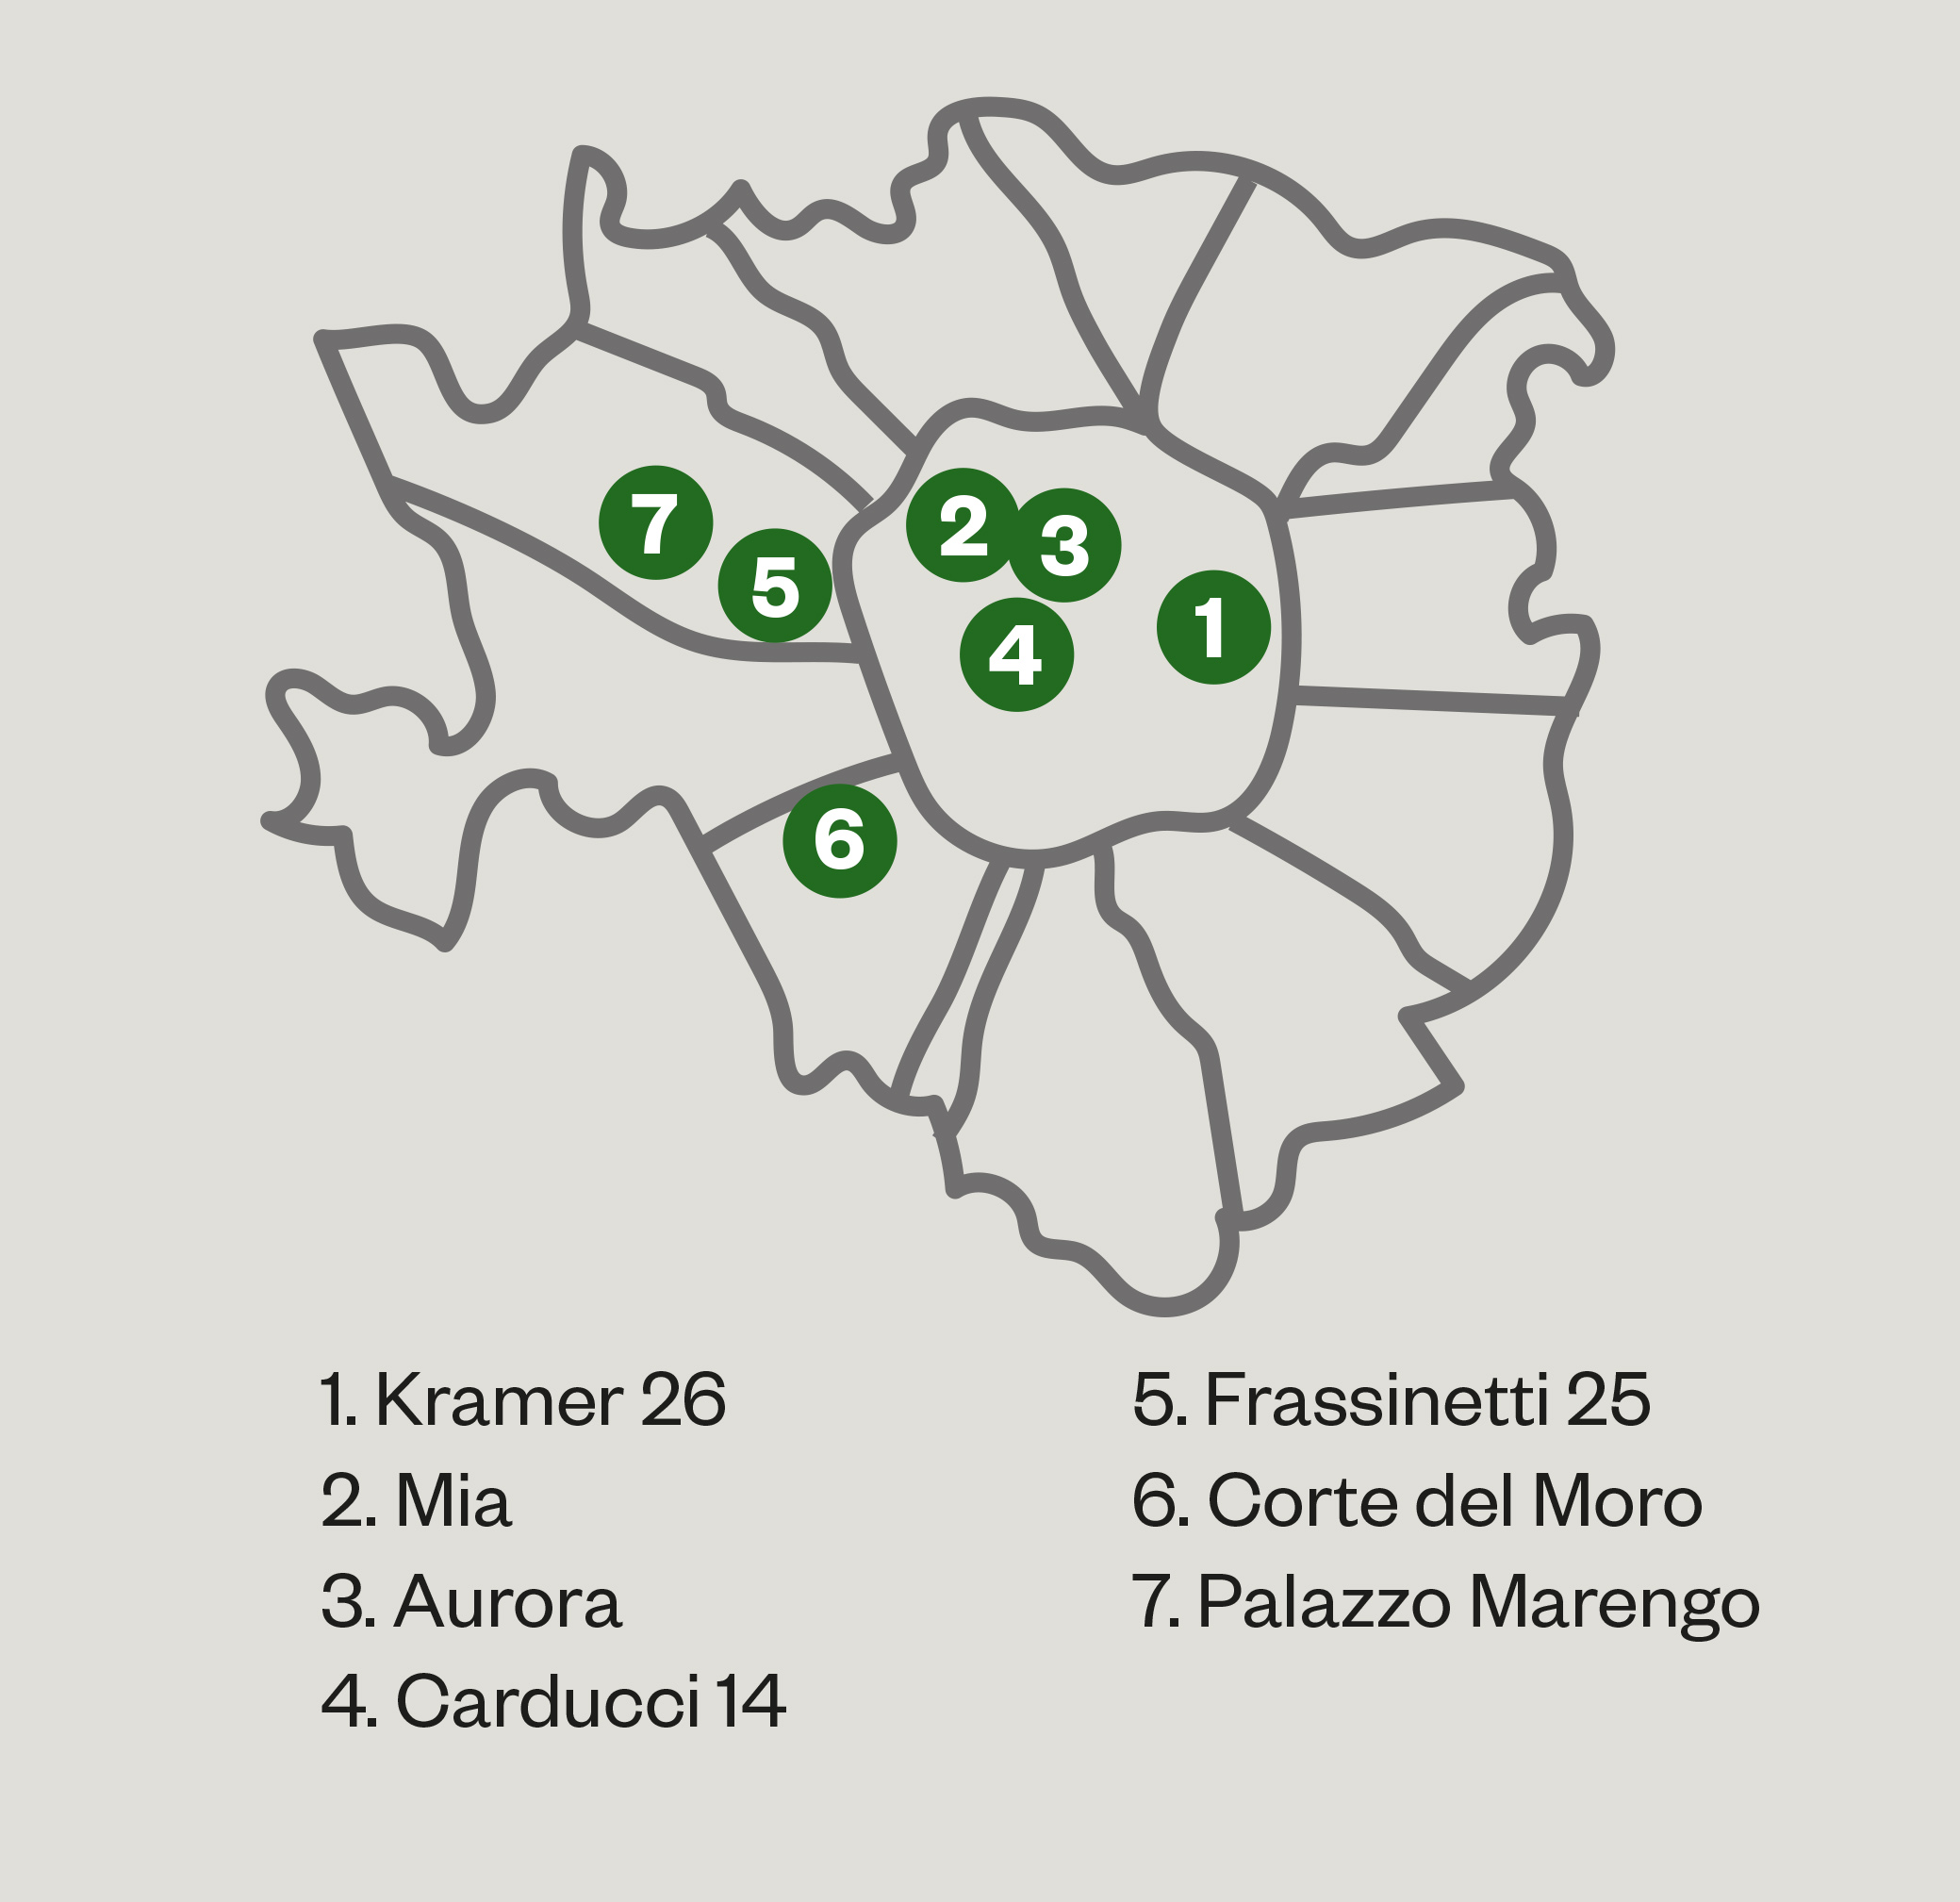 7
2
3
5
1
4
6
1. Kramer 26
2. Mia
3. Aurora
4. Carducci 14
5. Frassinetti 25
6. Corte del Moro
7. Palazzo Marengo